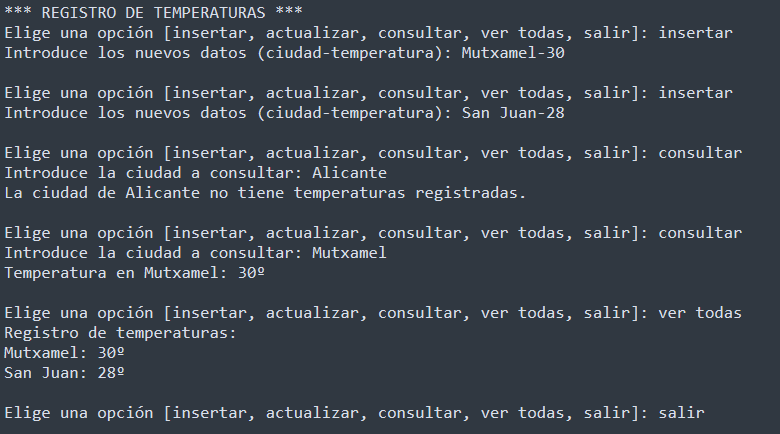 *** REGISTRO DE TEMPERATURAS ***
Elige una opción [insertar, actualizar, consultar, ver todas, salir]: insertar
Introduce los nuevos datos (ciudad-temperatura): Mutxamel-30
Elige una opción [insertar, actualizar, consultar, ver todas, salir]: insertar
Introduce los nuevos datos (ciudad-temperatura): San Juan-28
Elige una opción [insertar, actualizar, consultar, ver todas, salir]: consultar
Introduce la ciudad a consultar: Alicante
La ciudad de Alicante no tiene temperaturas registradas.
Elige una opción [insertar, actualizar, consultar, ver todas, salir]: consultar
Introduce la ciudad a consultar: Mutxamel
Temperatura en Mutxamel: 30º
Elige una opción [insertar, actualizar, consultar, ver todas, salir]: ver todas
Registro de temperaturas:
Mutxamel: 30º
San Juan: 28º
Elige una opción [insertar, actualizar, consultar, ver todas, salir]: salir